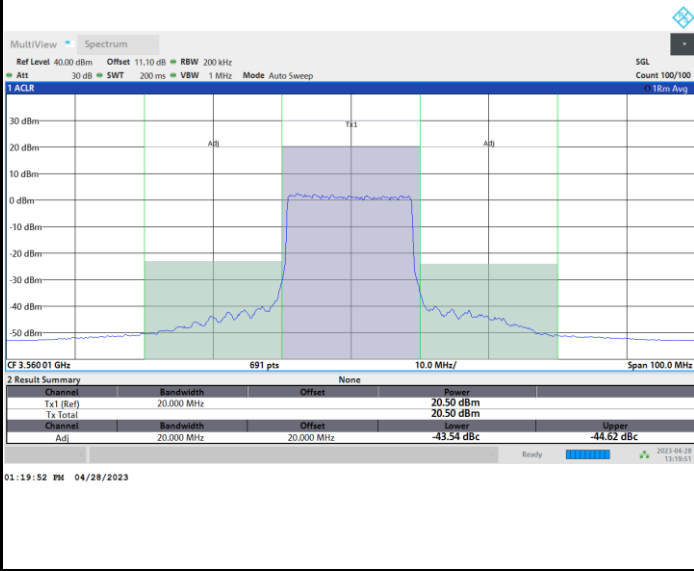 MultiView Spectrum
Ref Level 40.00 dBm Offset 11.10 dB RBW 200 kHz SGL
Att 30 dB SWT 200 ms VBW 1 MHz Mode Auto Sweep Count 100/100
1 ACLR 1Rm Avg
30 dBm
Tx1
20 dBm
Adj
Adj
10 dBm
0 dBm
-10 dBm
-20 dBm
-30 dBm
-40 dBm
-50 dBm
CF 3.56001 GHz 691 pts 10.0 MHz/ Span 100.0 MHz
2 Result Summary None
Channel Bandwidth Offset Power
Tx1 (Ref) 20.000 MHz 20.50 dBm
Tx Total 20.50 dBm
Channel Bandwidth Offset Lower Upper
Adj 20.000 MHz 20.000 MHz -43.54 dBc -44.62 dBc
Ready 2023-04-28
13:19:51
01:19:52 PM 04/28/2023